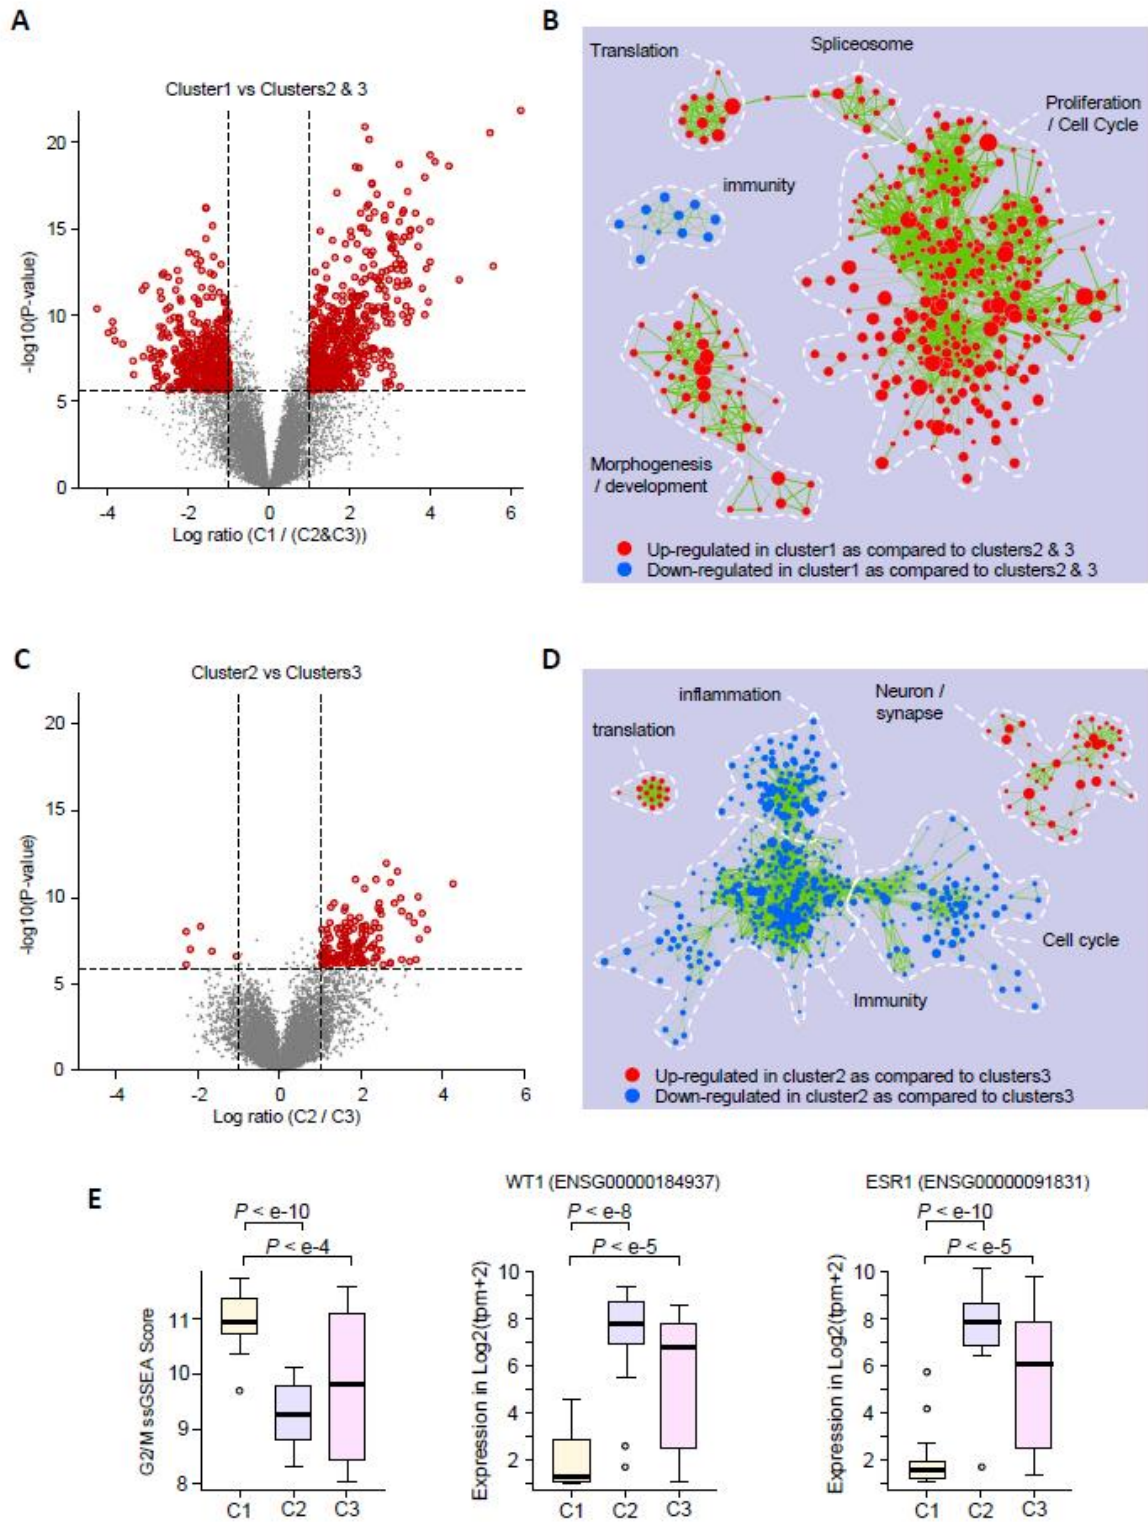 A
Cluster1 vs Clusters2 & 3
20
15
10
5
0
-log10(P-value)
-4
-2
0
2
4
6
Log ratio (C1 / (C2&C3))
B
Translation
Spliceosome
Proliferation
/ Cell Cycle
immunity
Morphogenesis
/ development
Up-regulated in cluster1 as compared to clusters2 & 3
Down-regulated in cluster1 as compared to clusters2 & 3
C
Cluster2 vs Clusters3
20
15
10
5
0
-log10(P-value)
-4
-2
0
2
4
6
Log ratio (C2 / C3)
D
inflammation
Neuron /
synapse
translation
Cell cycle
Immunity
Up-regulated in cluster2 as compared to clusters3
Down-regulated in cluster2 as compared to clusters3
E
P < e-10
P < e-4
11
10
9
8
G2/M ssGSEA Score
C1
C2
C3
WT1 (ENSG00000184937)
P < e-8
P < e-5
10
8
6
4
2
Expression in Log2(tpm+2)
C1
C2
C3
ESR1 (ENSG00000091831)
P < e-10
P < e-5
10
8
6
4
2
Expression in Log2(tpm+2)
C1
C2
C3